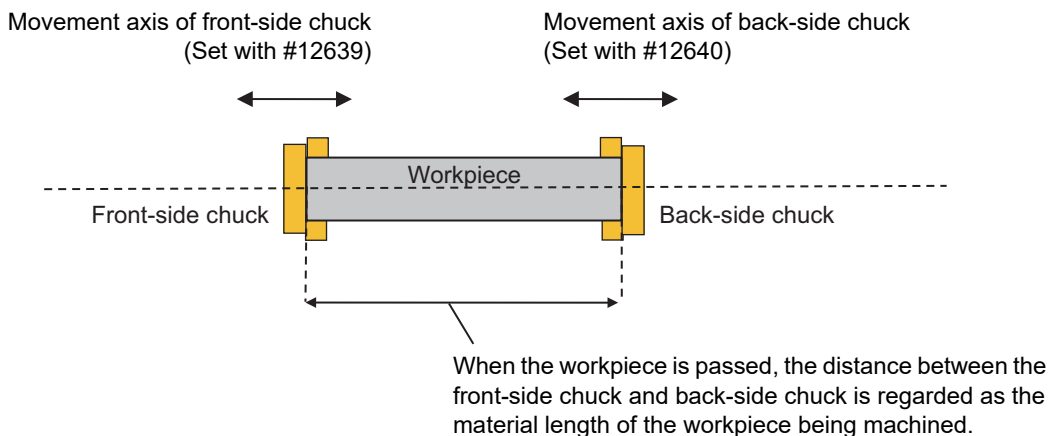 Movement axis of front-side chuck
(Set with #12639)
Movement axis of back-side chuck
(Set with #12640)
Workpiece
Front-side chuck
Back-side chuck
When the workpiece is passed, the distance between the
front-side chuck and back-side chuck is regarded as the
material length of the workpiece being machined.